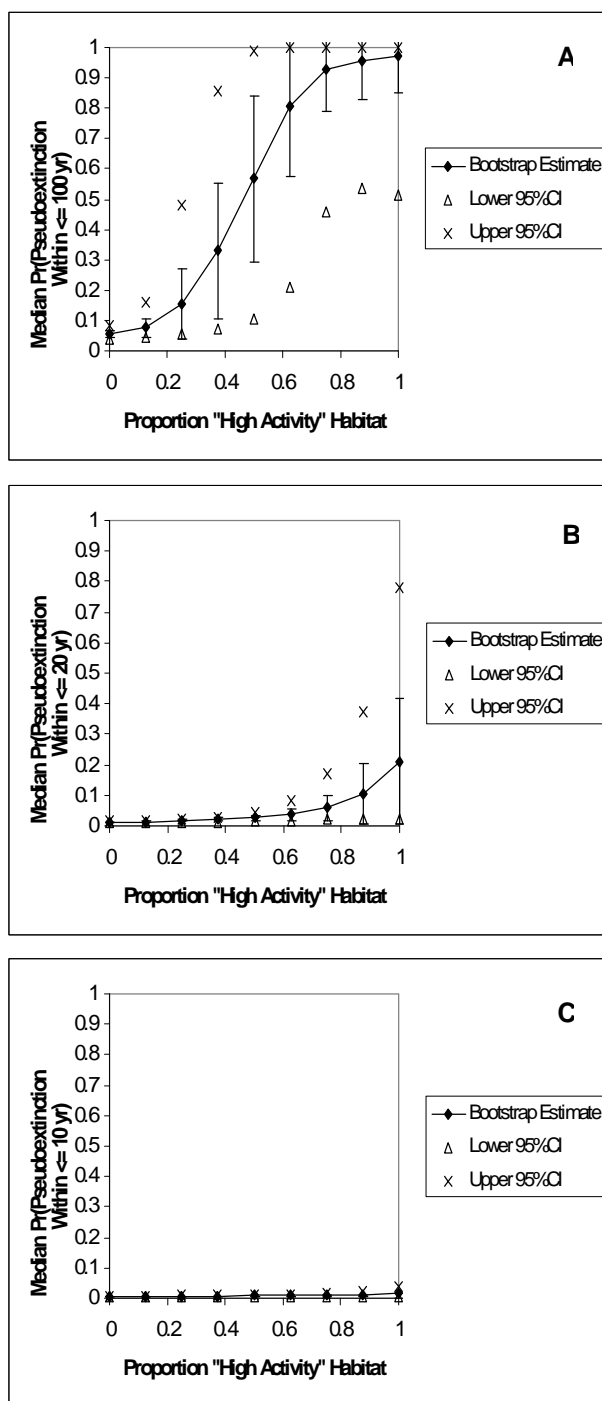 A
Median Pr(Pseudoextinction
Within <= 100 yr)
1
0.9
0.8
0.7
0.6
0.5
0.4
0.3
0.2
0.1
0
0 0.2 0.4 0.6 0.8 1
Proportion "High Activity" Habitat
Bootstrap Estimate
Lower 95%CI
Upper 95%CI
B
Median Pr(Pseudoextinction
Within <= 20 yr)
1
0.9
0.8
0.7
0.6
0.5
0.4
0.3
0.2
0.1
0
0 0.2 0.4 0.6 0.8 1
Proportion "High Activity" Habitat
Bootstrap Estimate
Lower 95%CI
Upper 95%CI
C
Median Pr(Pseudoextinction
Within <= 10 yr)
1
0.9
0.8
0.7
0.6
0.5
0.4
0.3
0.2
0.1
0
0 0.2 0.4 0.6 0.8 1
Proportion "High Activity" Habitat
Bootstrap Estimate
Lower 95%CI
Upper 95%CI